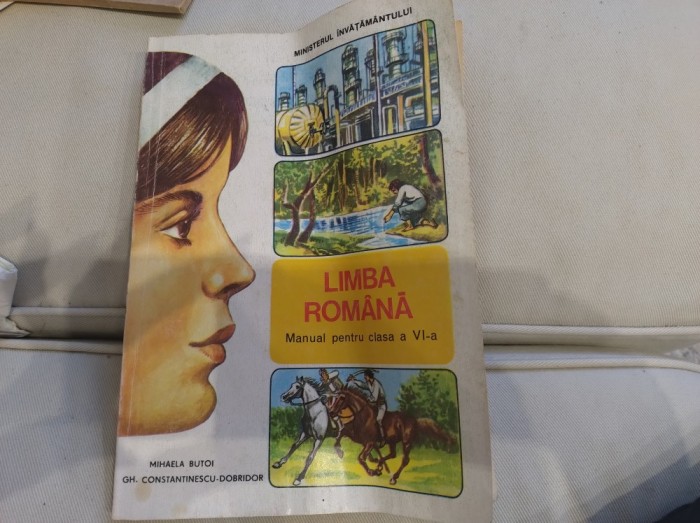 MINISTERUL ÎNVĂȚĂMÂNTULUI
LIMBA
ROMÂNĂ
Manual pentru clasa a VI-a
MIHAELA BUTOI
GH. CONSTANTINESCU-DOBRIDOR